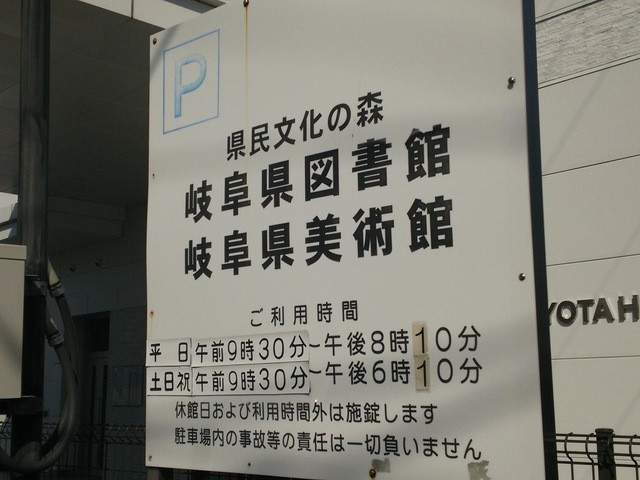 P
県民文化の森
岐阜県図書館
岐阜県美術館
ご利用時間
平日 午前9時30分~午後8時10分
土日祝 午前9時30分~午後6時10分
休館日および利用時間外は施錠します
駐車場内の事故等の責任は一切負いません
YOTA H